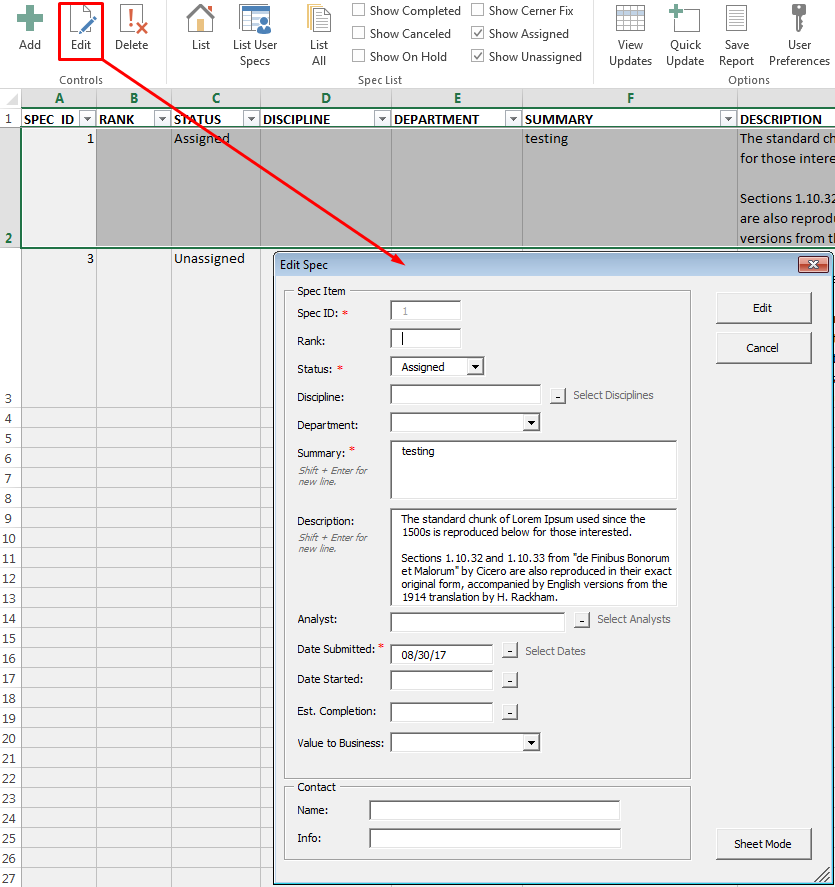 Add
Edit
Delete
Controls
List
List User
Specs
List
All
Show Completed
Show Canceled
Show On Hold
Show Cerner Fix
Show Assigned
Show Unassigned
Spec List
View
Updates
Quick
Update
Save
Report
User
Preferences
Options
A B C D E F
1 SPEC_ID RANK STATUS DISCIPLINE DEPARTMENT SUMMARY DESCRIPTION
1 Assigned testing The standard
for those
Sections 1.10.32
are also
2 versions from
3 Unassigned
3
4
5
6
7
8
9
10
11
12
13
14
15
16
17
18
19
20
21
22
23
24
25
26
27
Edit Spec
Spec Item
Spec ID: * 1
Rank:
Status: * Assigned
Discipline: - Select Disciplines
Department:
Summary: * testing
Shift + Enter for
new line.
Description:
Shift + Enter for
new line.
The standard chunk of Lorem Ipsum used since the
1500s is reproduced below for those interested.
Sections 1.10.32 and 1.10.33 from "de Finibus Bonorum
et Malorum" by Cicero are also reproduced in their exact
original form, accompanied by English versions from the
1914 translation by H. Rackham.
Analyst: - Select Analysts
Date Submitted: * 08/30/17 - Select Dates
Date Started: -
Est. Completion: -
Value to Business:
Contact
Name:
Info:
Edit
Cancel
Sheet Mode